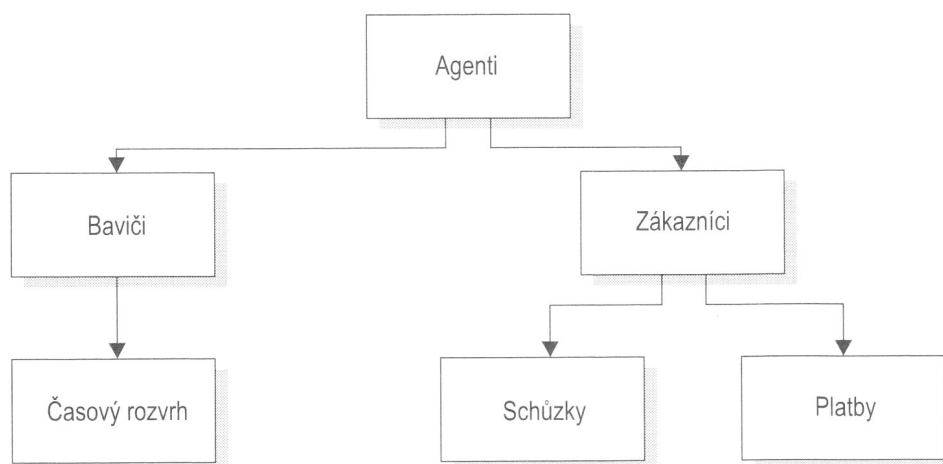 Agenti
Baviči
Zákazníci
Časový rozvrh
Schůzky
Platby